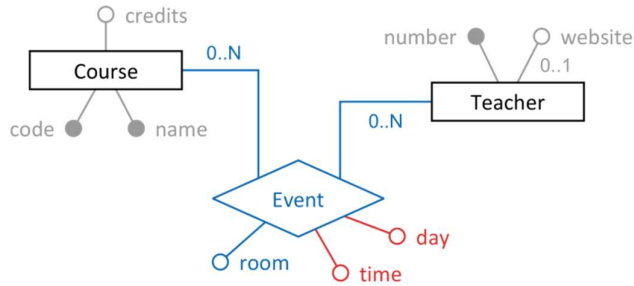 credits
0..N
number
website
Course
0..1
Teacher
code
name
0..N
Event
day
room
time